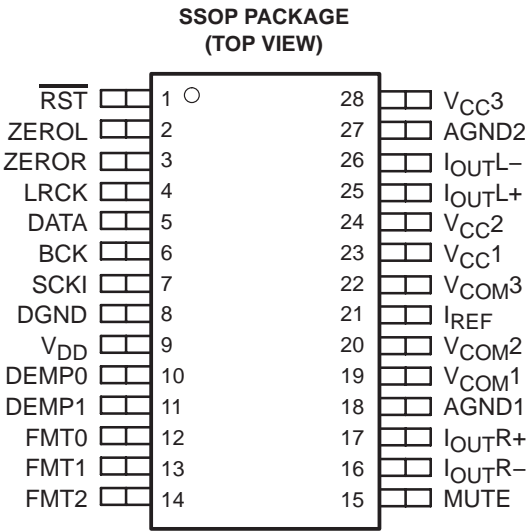 SSOP PACKAGE
(TOP VIEW)
RST 1 28 VCC3
ZEROL 2 27 AGND2
ZEROR 3 26 IOUTL−
LRCK 4 25 IOUTL+
DATA 5 24 VCC2
BCK 6 23 VCC1
SCKI 7 22 VCOM3
DGND 8 21 IREF
VDD 9 20 VCOM2
DEMP0 10 19 VCOM1
DEMP1 11 18 AGND1
FMT0 12 17 IOUTR+
FMT1 13 16 IOUTR−
FMT2 14 15 MUTE